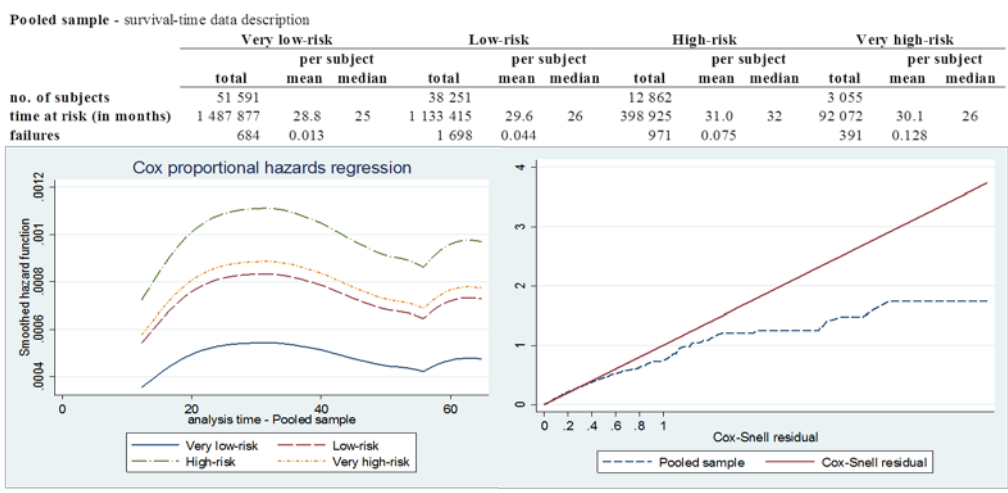 Pooled sample - survival-time data description
Very low-risk Low-risk High-risk Very high-risk
per subject per subject per subject per subject
total mean median total mean median total mean median total mean median
no. of subjects 51 591 38 251 12 862 3 055
time at risk (in months) 1 487 877 28.8 25 1 133 415 29.6 26 398 925 31.0 32 92 072 30.1 26
failures 684 0.013 1 698 0.044 971 0.075 391 0.128
Cox proportional hazards regression
Smoothed hazard function
.0012
.001
.0008
.0006
.0004
0 20 40 60
analysis time - Pooled sample
Very low-risk Low-risk
High-risk Very high-risk
4
3
2
1
0
0 .2 .4 .6 .8 1
Cox-Snell residual
Pooled sample Cox-Snell residual